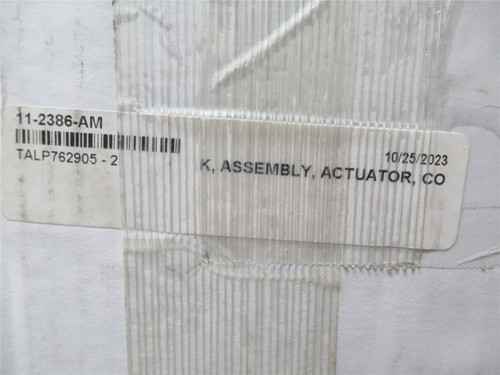 11-2386-AM
10/25/2023
TALP762905 - 2
K, ASSEMBLY, ACTUATOR, CO